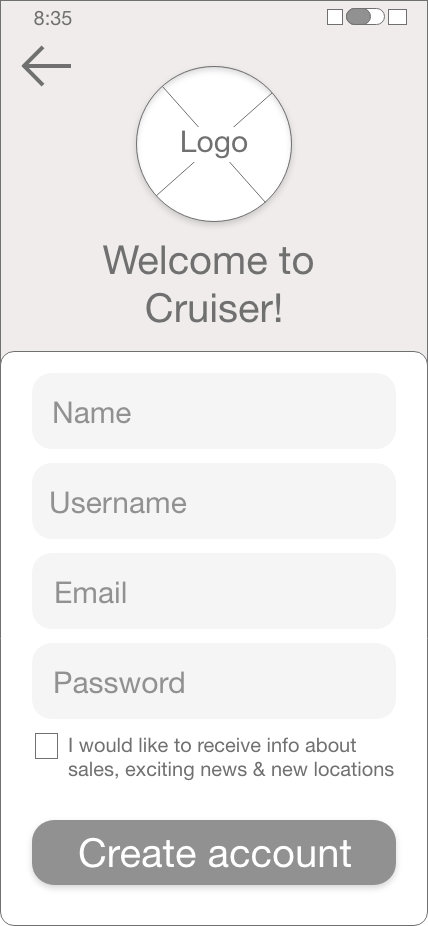 8:35
Logo
Welcome to
Cruiser!
Name
Username
Email
Password
I would like to receive info about
sales, exciting news & new locations
Create account